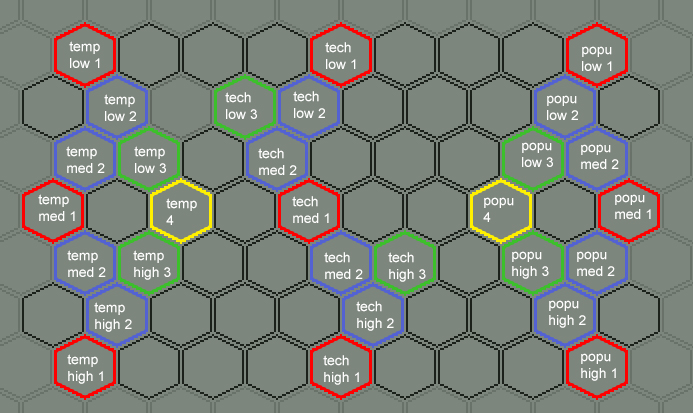 temp
low 1
tech
low 1
popu
low 1
temp
low 2
tech
low 3
tech
low 2
popu
low 2
temp
med 2
temp
low 3
tech
med 2
popu
low 3
popu
med 2
temp
med 1
temp
4
tech
med 1
popu
4
popu
med 1
temp
med 2
temp
high 3
tech
med 2
tech
high 3
popu
high 3
popu
med 2
temp
high 2
tech
high 2
popu
high 2
temp
high 1
tech
high 1
popu
high 1